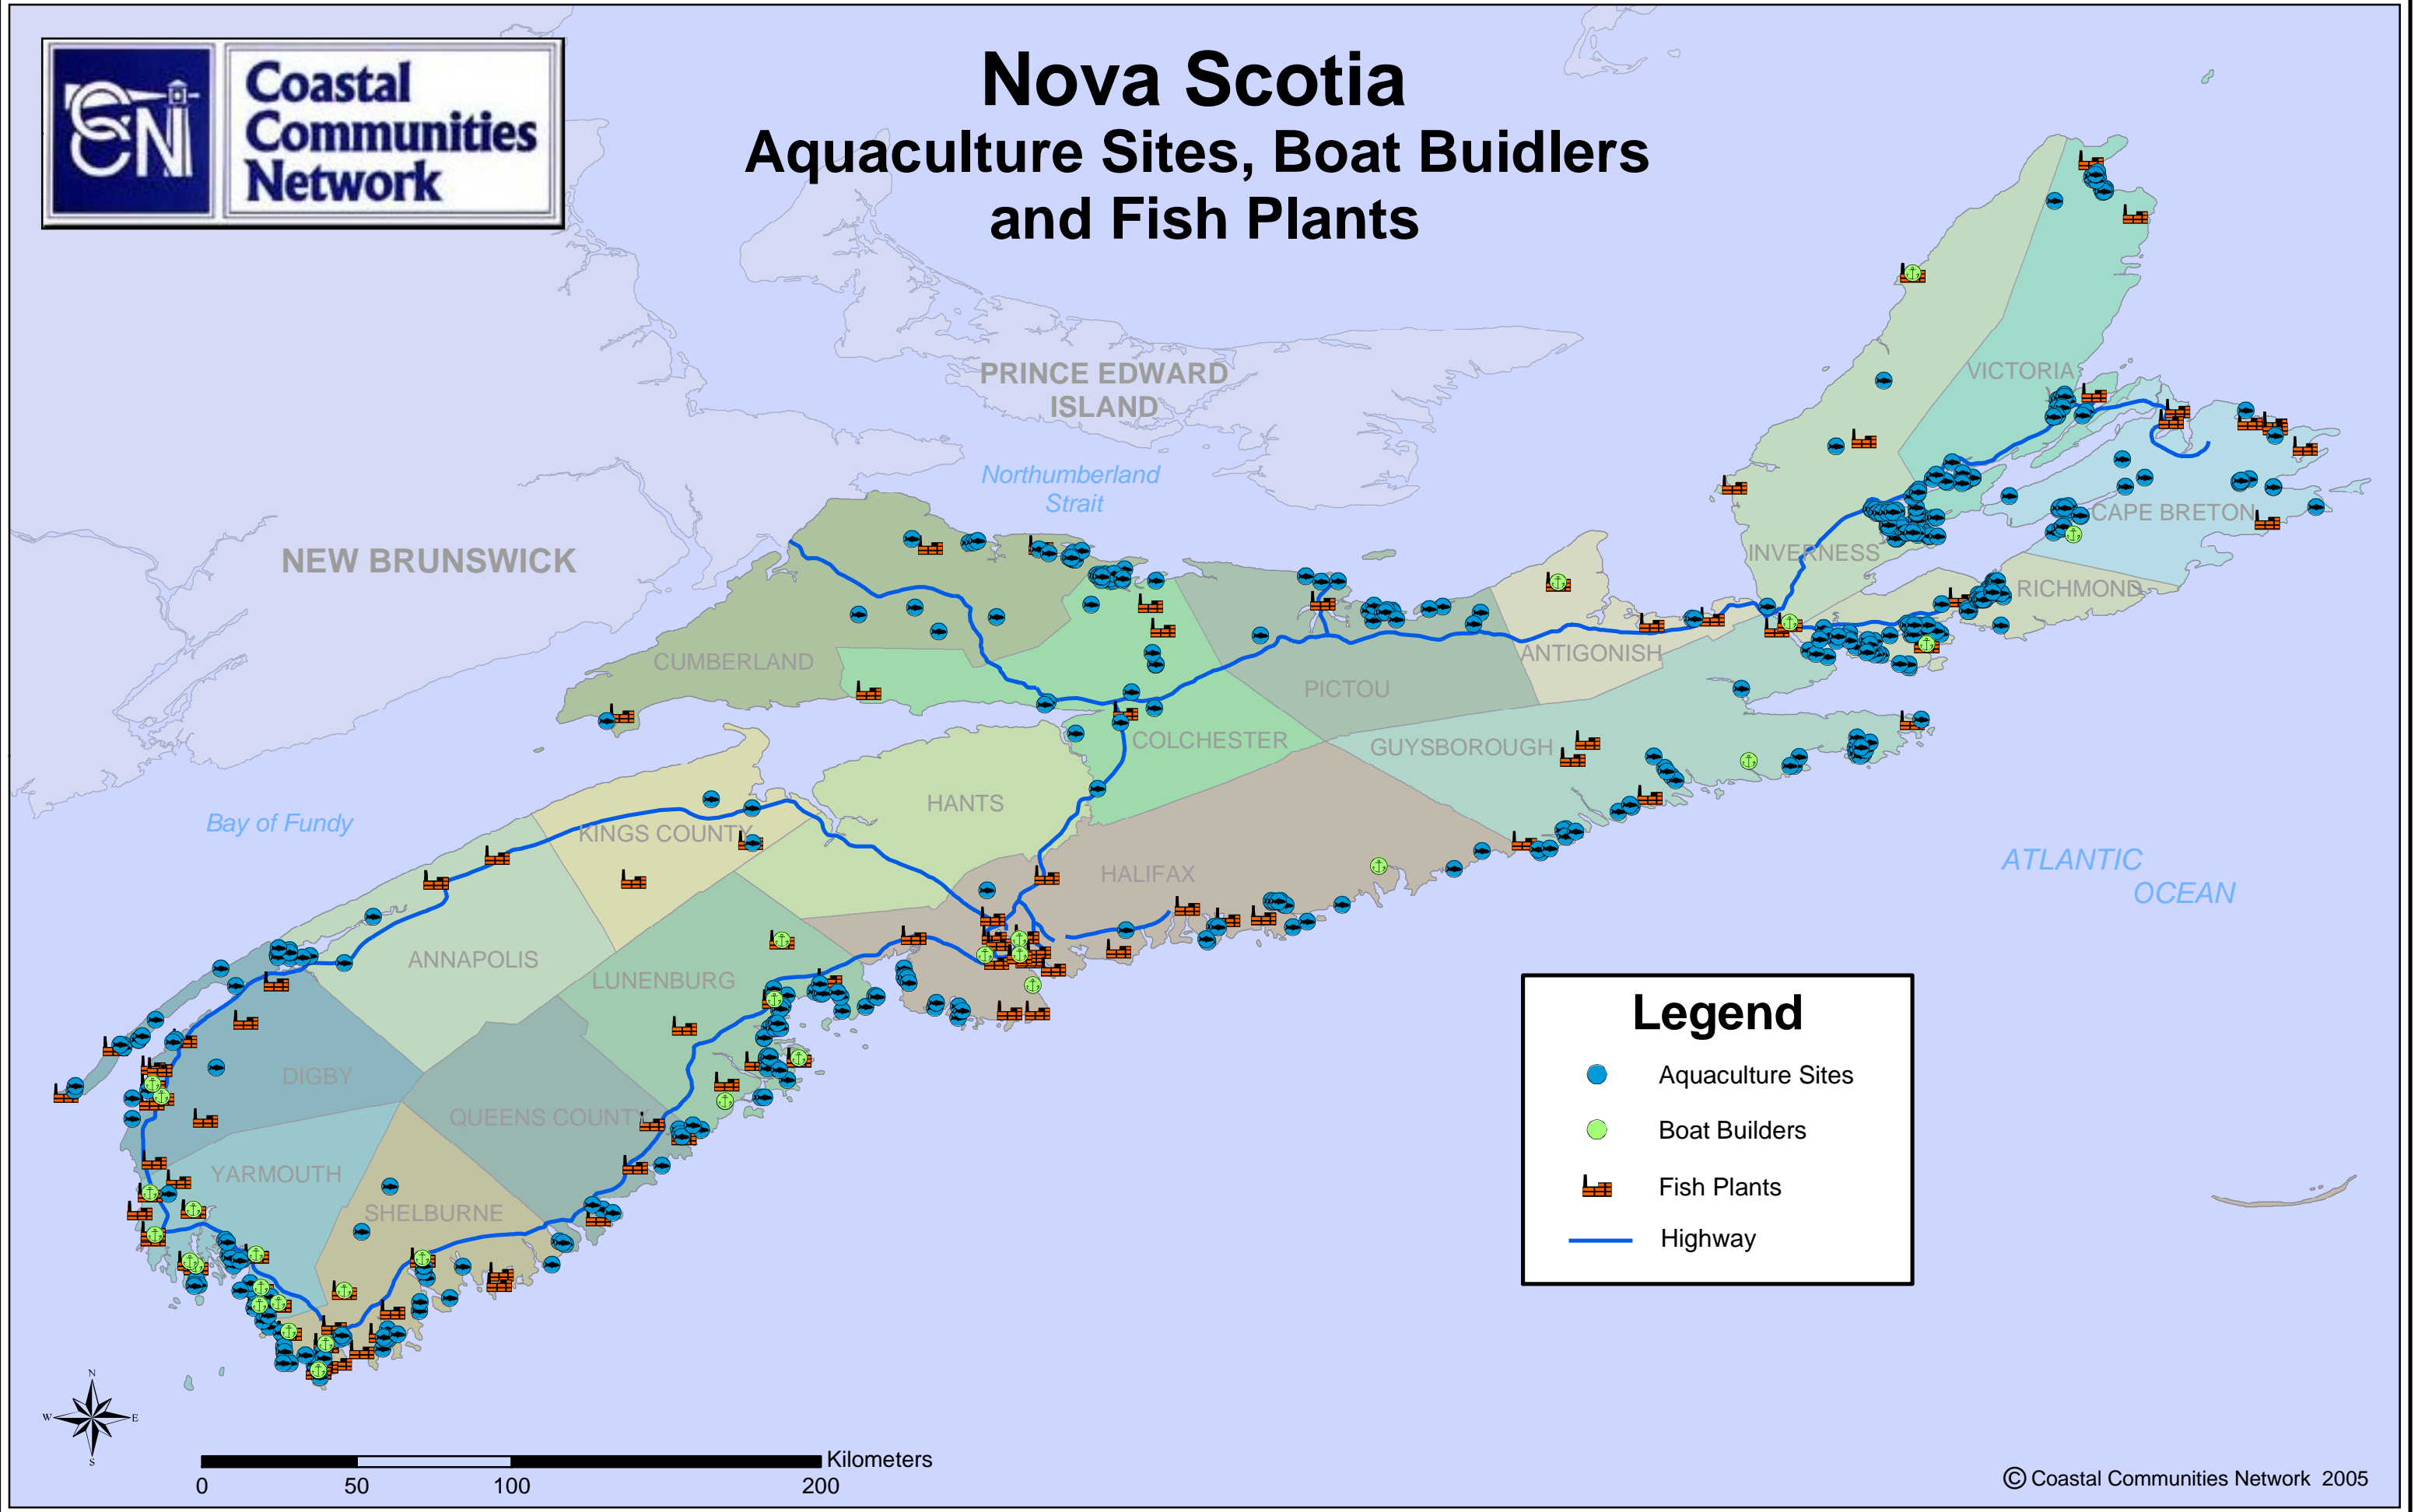 Coastal
Communities
Network
CCN
Nova Scotia
Aquaculture Sites, Boat Buidlers
and Fish Plants
PRINCE EDWARD
ISLAND
Northumberland
Strait
NEW BRUNSWICK
VICTORIA
CAPE BRETON
INVERNESS
RICHMOND
CUMBERLAND
ANTIGONISH
PICTOU
COLCHESTER
GUYSBOROUGH
HANTS
Bay of Fundy
KINGS COUNTY
HALIFAX
ATLANTIC
OCEAN
ANNAPOLIS
LUNENBURG
DIGBY
QUEENS COUNTY
YARMOUTH
SHELBURNE
Legend
Aquaculture Sites
Boat Builders
Fish Plants
Highway
N
W E
S
Kilometers
0 50 100 200
© Coastal Communities Network 2005